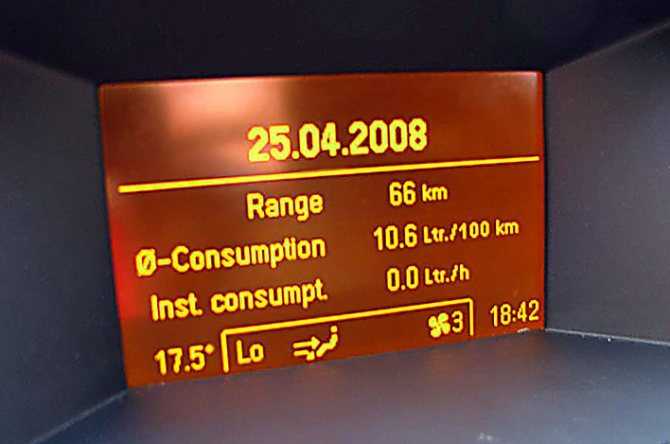 25.04.2008
Range 66 km
Ø-Consumption 10.6 Ltr./100 km
Inst. consumpt. 0.0 Ltr./h
17.5° Lo 3 18:42